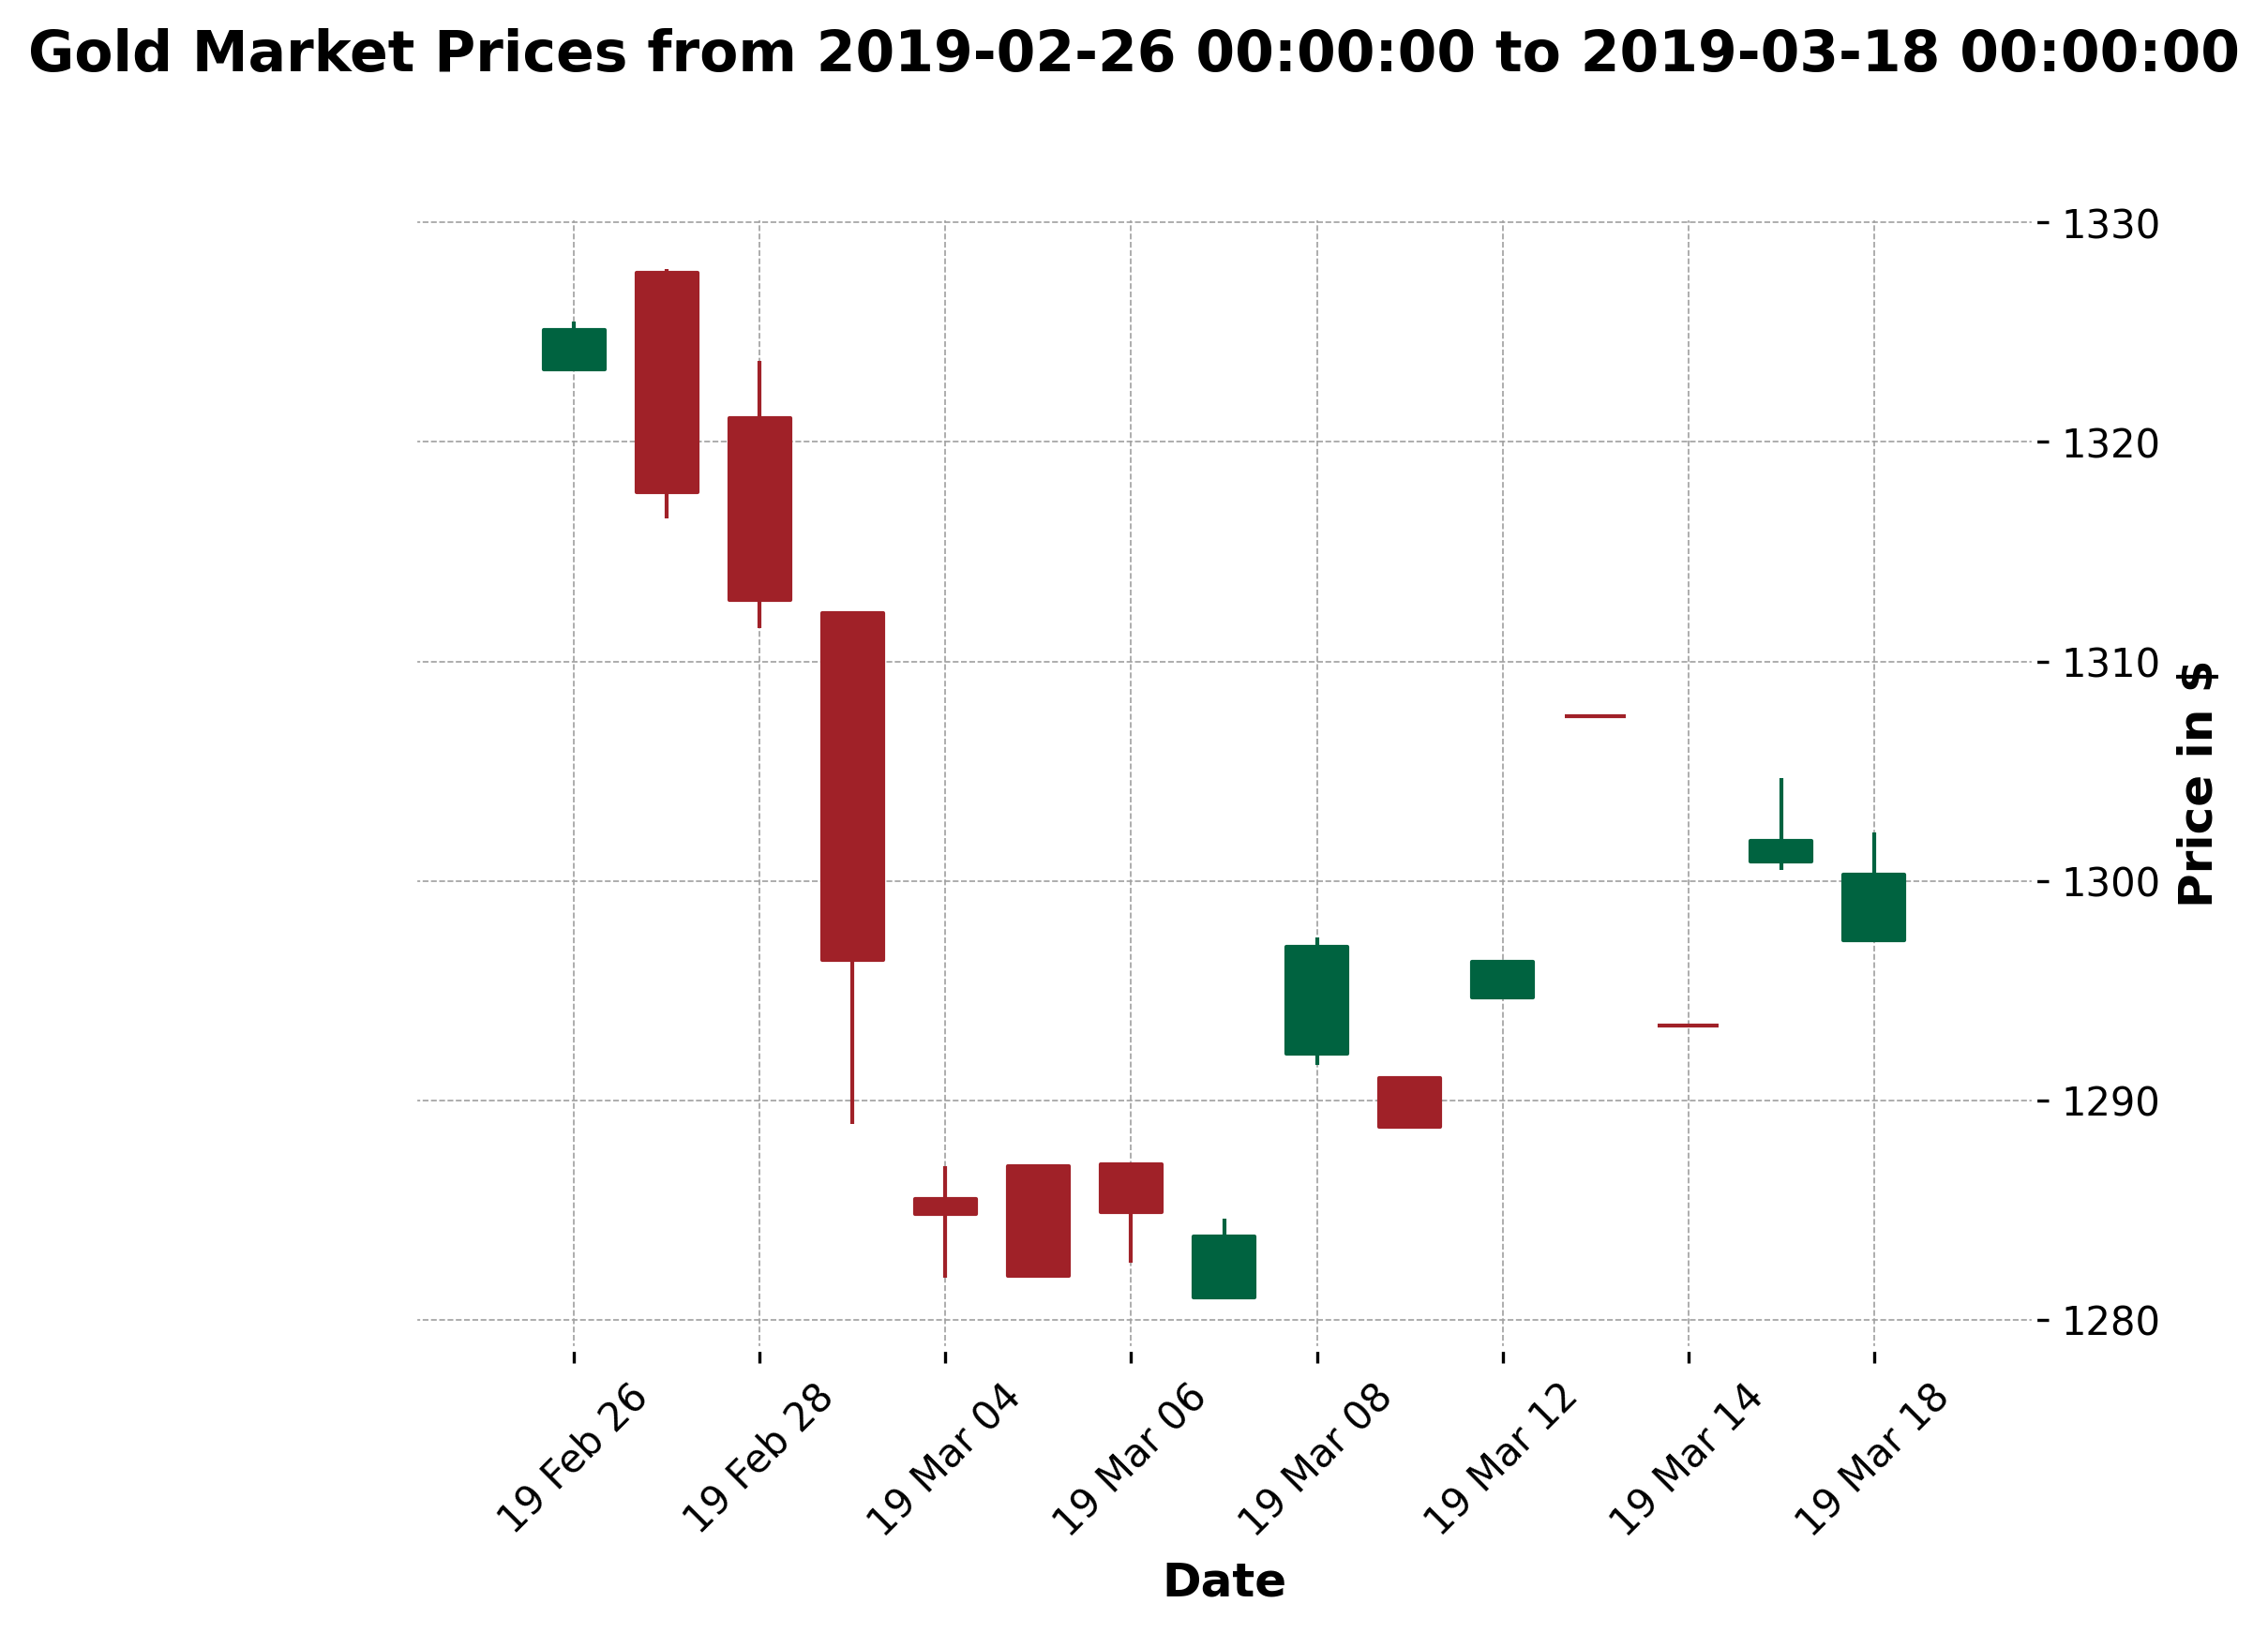 Gold Market Prices from 2019-02-26 00:00:00 to 2019-03-18 00:00:00
1330
1320
1310
1300
1290
1280
Price in $
19 Feb 26
19 Feb 28
19 Mar 04
19 Mar 06
19 Mar 08
19 Mar 12
19 Mar 14
19 Mar 18
Date